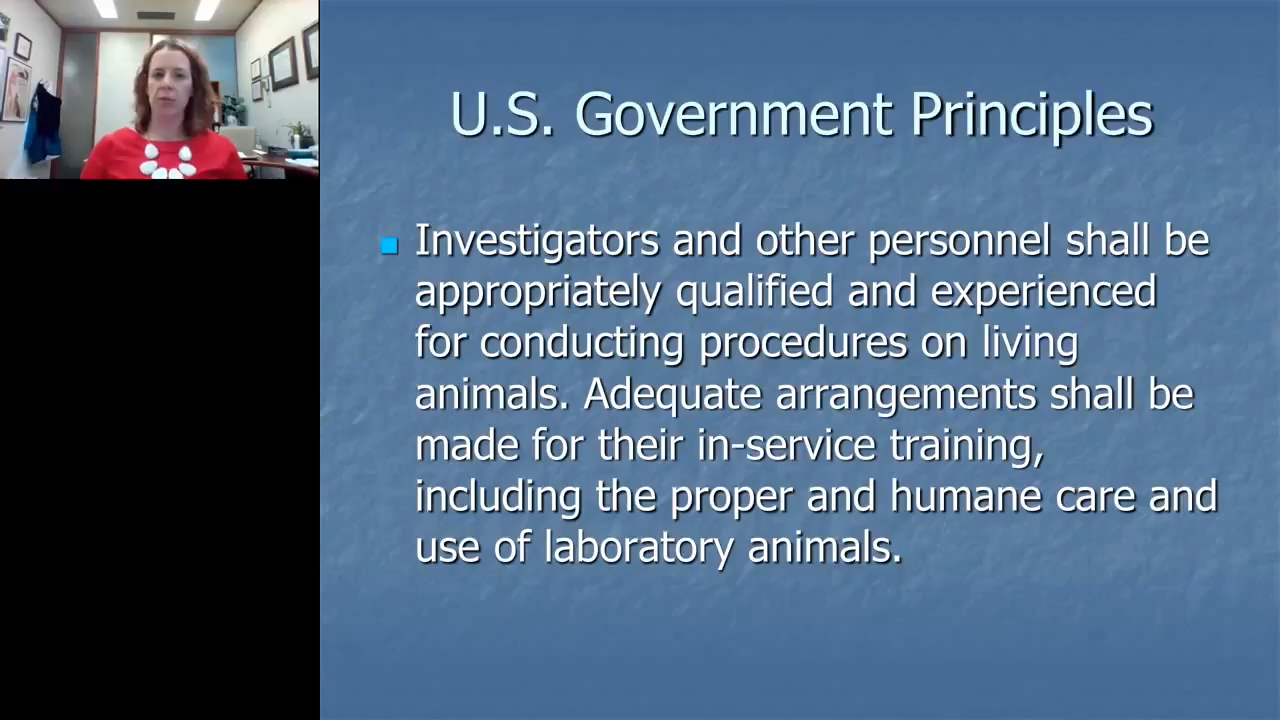 U.S. Government Principles
Investigators and other personnel shall be
appropriately qualified and experienced
for conducting procedures on living
animals. Adequate arrangements shall be
made for their in-service training,
including the proper and humane care and
use of laboratory animals.